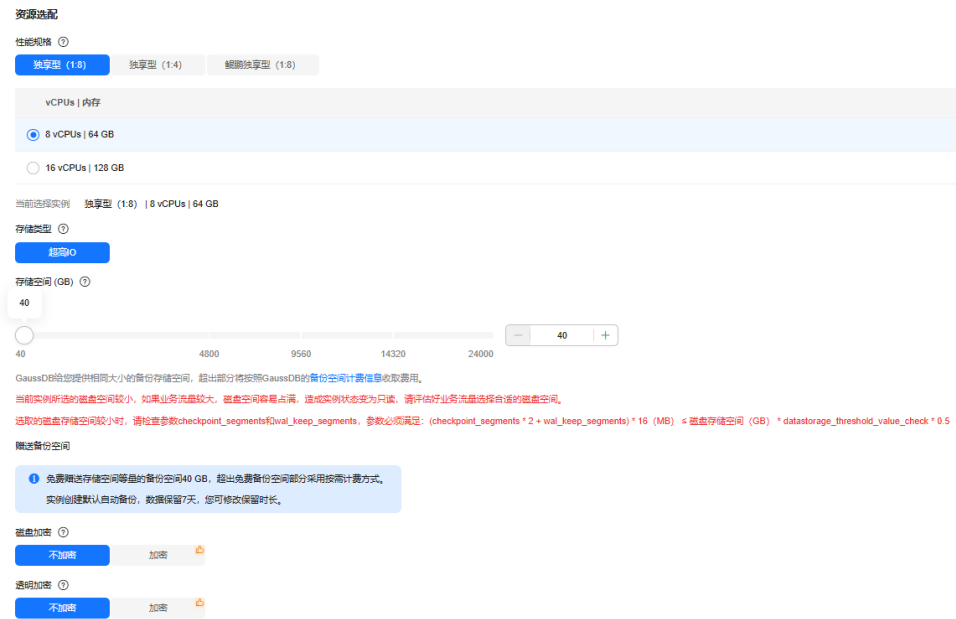 资源选配
性能规格 ?
独享型（1:8） 独享型（1:4） 鲲鹏独享型（1:8）
vCPUs | 内存
8 vCPUs | 64 GB
16 vCPUs | 128 GB
当前选择实例 独享型（1:8） | 8 vCPUs | 64 GB
存储类型 ?
超高IO
存储空间 (GB) ?
40
− 40 +
40 4800 9560 14320 24000
GaussDB给您提供相同大小的备份存储空间，超出部分将按照GaussDB的备份空间计费信息收取费用。
当前实例所选的磁盘空间较小，如果业务流量较大，磁盘空间容易占满，造成实例状态变为只读，请评估好业务流量选择合适的磁盘空间。
选取的磁盘存储空间较小时，请检查参数checkpoint_segments和wal_keep_segments，参数必须满足：(checkpoint_segments * 2 + wal_keep_segments) * 16（MB） ≤ 磁盘存储空间（GB） * datastorage_threshold_value_check * 0.5
赠送备份空间
免费赠送存储空间等量的备份空间40 GB，超出免费备份空间部分采用按需计费方式。
实例创建默认自动备份，数据保留7天，您可修改保留时长。
磁盘加密 ?
不加密 加密
透明加密 ?
不加密 加密